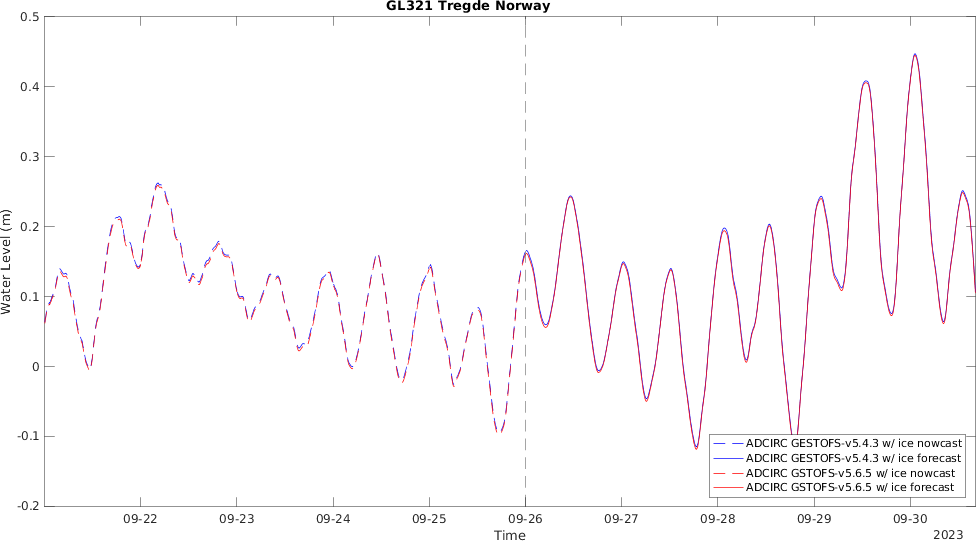 GL321 Tregde Norway
0.5
0.4
0.3
0.2
0.1
0
-0.1
-0.2
Water Level (m)
ADCIRC GESTOFS-v5.4.3 w/ ice nowcast
ADCIRC GESTOFS-v5.4.3 w/ ice forecast
ADCIRC GSTOFS-v5.6.5 w/ ice nowcast
ADCIRC GSTOFS-v5.6.5 w/ ice forecast
09-22 09-23 09-24 09-25 09-26 09-27 09-28 09-29 09-30
Time
2023